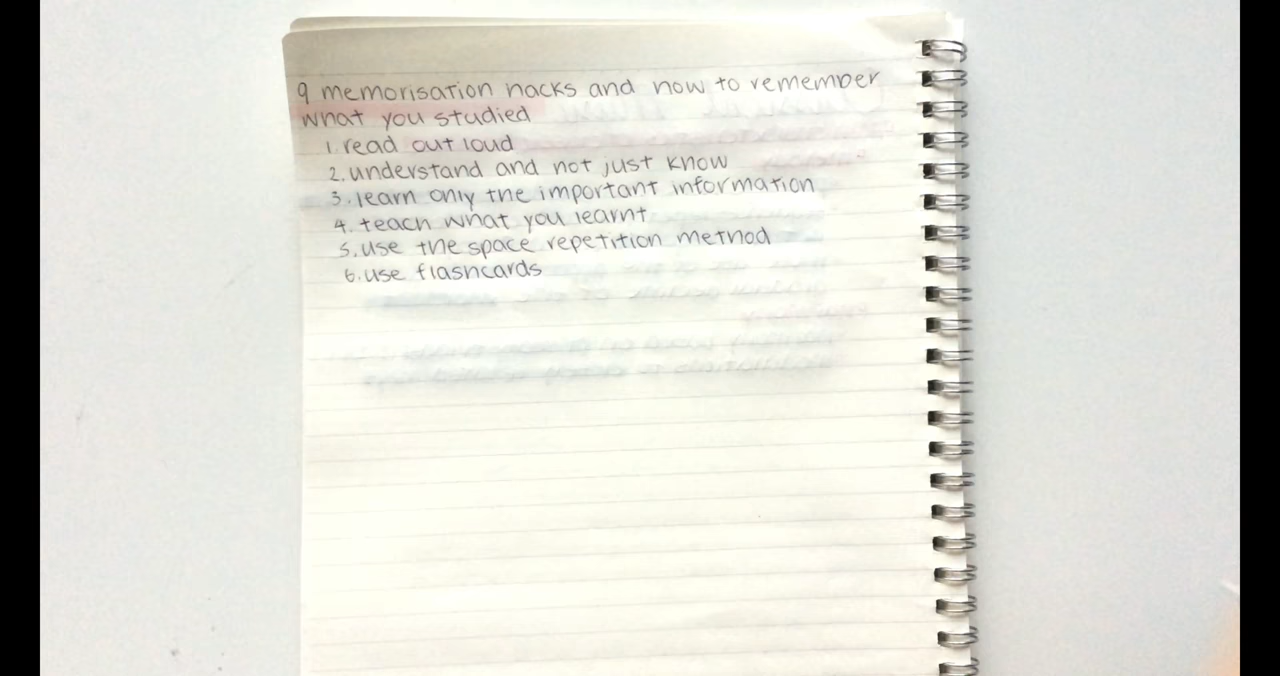 9 memorisation hacks and how to remember
what you studied
1. read out loud
2. understand and not just know
3. learn only the important information
4. teach what you learnt
5. use the space repetition method
6. use flashcards